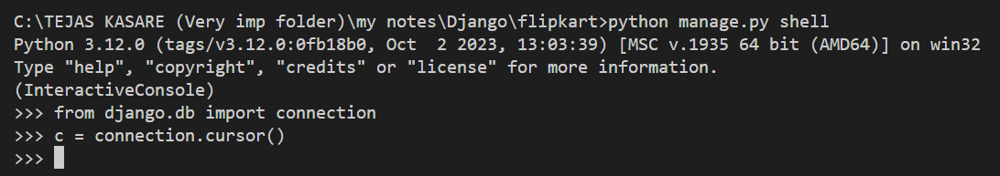 C:\TEJAS KASARE (Very imp folder)\my notes\Django\flipkart>python manage.py shell
Python 3.12.0 (tags/v3.12.0:0fb18b0, Oct  2 2023, 13:03:39) [MSC v.1935 64 bit (AMD64)] on win32
Type "help", "copyright", "credits" or "license" for more information.
(InteractiveConsole)
>>> from django.db import connection
>>> c = connection.cursor()
>>>